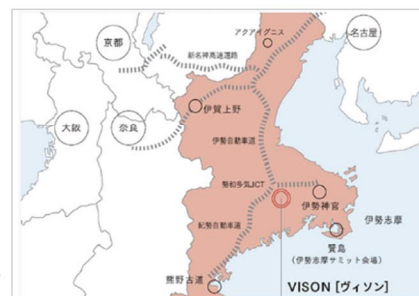 アクアイグニス
名古屋
京都
新名神高速道路
伊賀上野
大阪
奈良
伊勢自動車道
勢和多気JCT
伊勢神宮
伊勢志摩
紀勢自動車道
賢島
(伊勢志摩サミット会場)
熊野古道
VISON [ヴィソン]